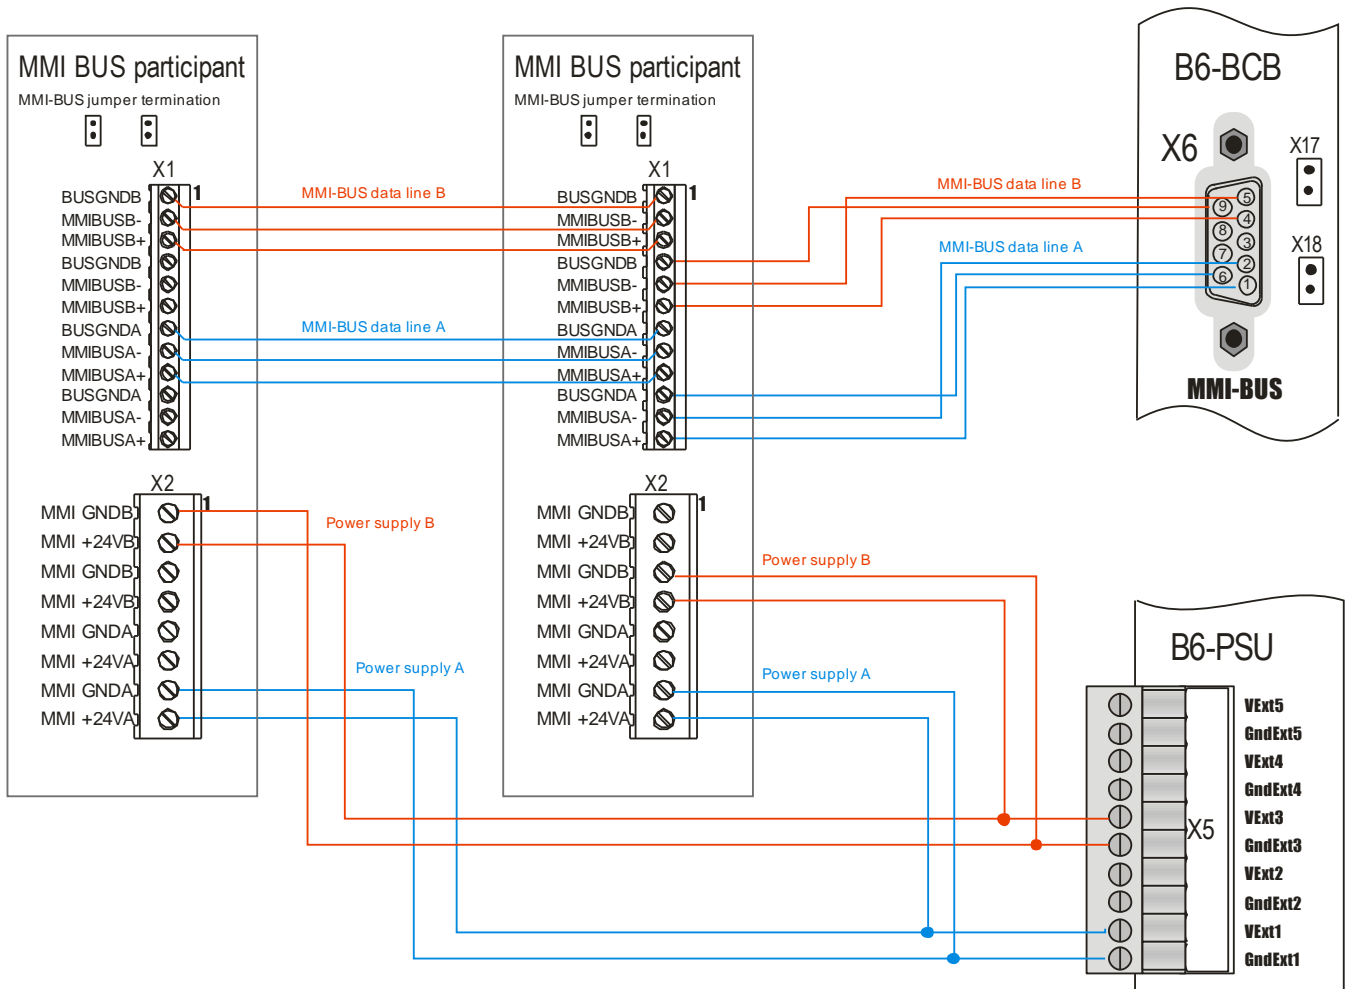 MMI BUS participant
MMI-BUS jumper termination
X1
1
BUSGNDB
MMIBUSB-
MMIBUSB+
BUSGNDB
MMIBUSB-
MMIBUSB+
BUSGNDA
MMIBUSA-
MMIBUSA+
BUSGNDA
MMIBUSA-
MMIBUSA+
X2
1
MMI GNDB
MMI +24VB
MMI GNDB
MMI +24VB
MMI GNDA
MMI +24VA
MMI GNDA
MMI +24VA
MMI-BUS data line B
MMI-BUS data line A
Power supply B
Power supply A
MMI BUS participant
MMI-BUS jumper termination
X1
1
BUSGNDB
MMIBUSB-
MMIBUSB+
BUSGNDB
MMIBUSB-
MMIBUSB+
BUSGNDA
MMIBUSA-
MMIBUSA+
BUSGNDA
MMIBUSA-
MMIBUSA+
X2
1
MMI GNDB
MMI +24VB
MMI GNDB
MMI +24VB
MMI GNDA
MMI +24VA
MMI GNDA
MMI +24VA
MMI-BUS data line B
MMI-BUS data line A
Power supply B
Power supply A
B6-BCB
X6
X17
X18
5
9
4
8
3
7
2
6
1
MMI-BUS
B6-PSU
X5
VExt5
GndExt5
VExt4
GndExt4
VExt3
GndExt3
VExt2
GndExt2
VExt1
GndExt1